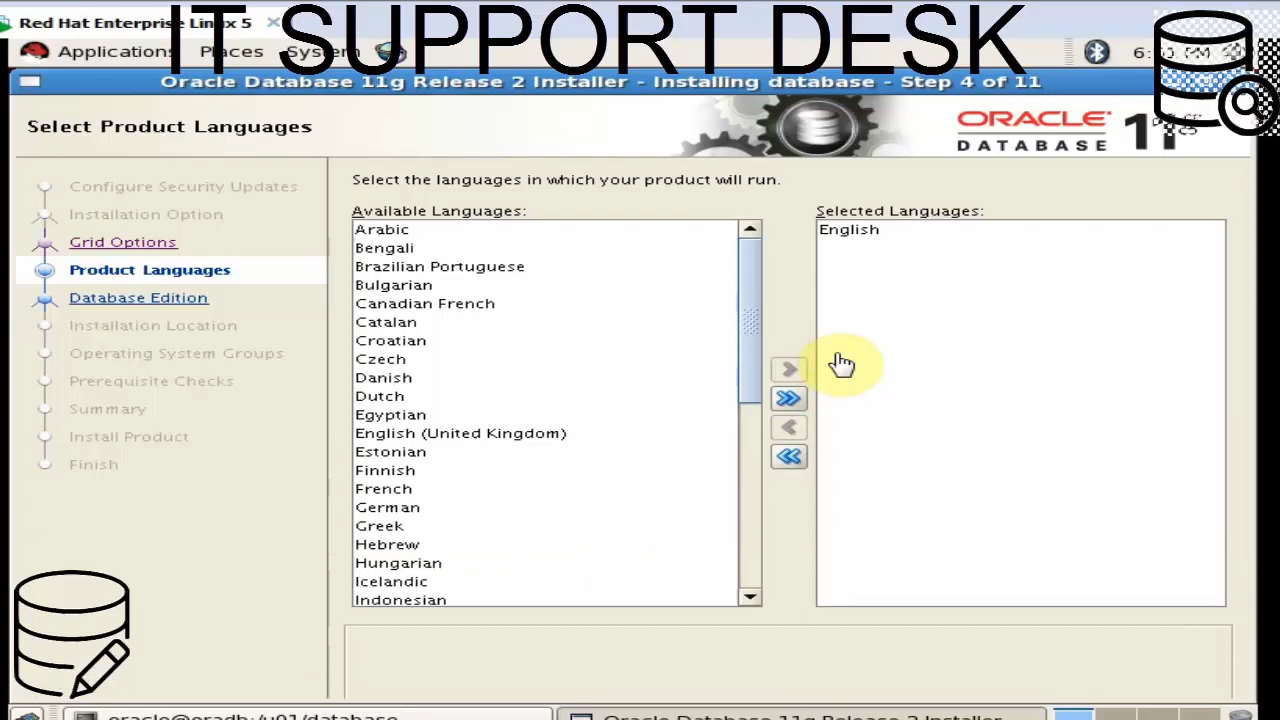 IT SUPPORT DESK
Red Hat Enterprise Linux 5
Applications Places System
Oracle Database 11g Release 2 Installer - Installing database - Step 4 of 11
Select Product Languages
ORACLE
DATABASE
Configure Security Updates
Installation Option
Grid Options
Product Languages
Database Edition
Installation Location
Operating System Groups
Prerequisite Checks
Summary
Install Product
Finish
Select the languages in which your product will run.
Available Languages:
Arabic
Bengali
Brazilian Portuguese
Bulgarian
Canadian French
Catalan
Croatian
Czech
Danish
Dutch
Egyptian
English (United Kingdom)
Estonian
Finnish
French
German
Greek
Hebrew
Hungarian
Icelandic
Indonesian
Selected Languages:
English
oracle@oradb:/u01/database
Oracle Database 11g Release 2 Installer